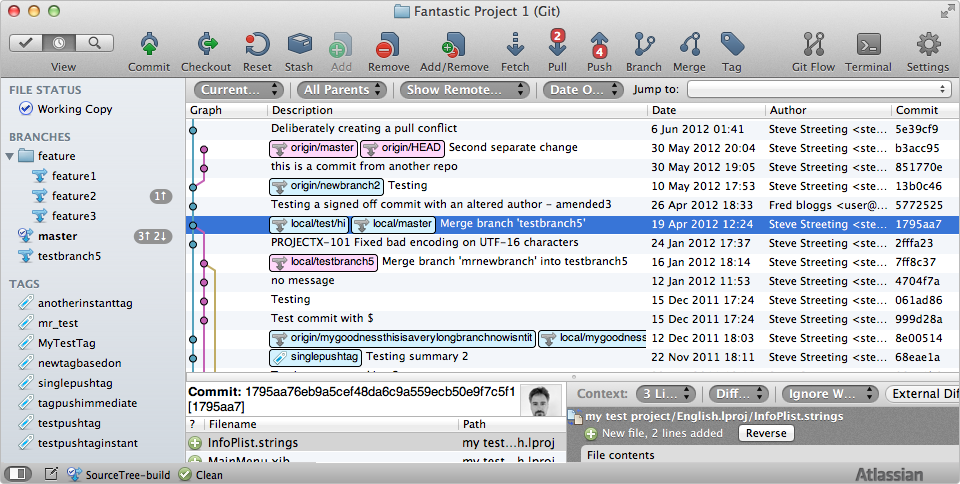 Fantastic Project 1 (Git)
2
4
View Commit Checkout Reset Stash Add Remove Add/Remove Fetch Pull Push Branch Merge Tag Git Flow Terminal Settings
FILE STATUS
Working Copy
BRANCHES
feature
feature1
feature2 1↑
feature3
master 3↑2↓
testbranch5
TAGS
anotherinstanttag
mr_test
MyTestTag
newtagbasedon
singlepushtag
tagpushimmediate
testpushtag
testpushtaginstant
Current... All Parents Show Remote... Date O... Jump to:
Graph Description Date Author Commit
Deliberately creating a pull conflict 6 Jun 2012 01:41 Steve Streeting <ste... 5e39cf9
origin/master origin/HEAD Second separate change 30 May 2012 20:04 Steve Streeting <ste... b3acc95
this is a commit from another repo 30 May 2012 19:05 Steve Streeting <ste... 851770e
origin/newbranch2 Testing 10 May 2012 17:53 Steve Streeting <ste... 13b0c46
Testing a signed off commit with an altered author - amended3 26 Apr 2012 18:33 Fred bloggs <user@... 5772525
local/test/hi local/master Merge branch 'testbranch5' 19 Apr 2012 12:24 Steve Streeting <ste... 1795aa7
PROJECTX-101 Fixed bad encoding on UTF-16 characters 24 Jan 2012 17:37 Steve Streeting <ste... 2fffa23
local/testbranch5 Merge branch 'mrnewbranch' into testbranch5 16 Jan 2012 18:14 Steve Streeting <ste... 7ff8c37
no message 12 Jan 2012 11:53 Steve Streeting <ste... 4704f7a
Testing 15 Dec 2011 17:24 Steve Streeting <ste... 061ad86
Test commit with $ 15 Dec 2011 17:24 Steve Streeting <ste... 999d28a
origin/mygoodnessthisisaverylongbranchnowisntit local/mygoodness 12 Dec 2011 18:13 Steve Streeting <ste... 8e00514
singlepushtag Testing summary 2 22 Nov 2011 18:11 Steve Streeting <ste... 68eae1a
Commit: 1795aa76eb9a5cef48da6c9a559ecb50e9f7c5f1
[1795aa7]
? Filename Path
InfoPlist.strings my test...h.lproj
MainMenu.xib my test...h.lproj
Context: 3 Li... Diff... Ignore W... External Dif
my test project/English.lproj/InfoPlist.strings
New file, 2 lines added Reverse
File contents
SourceTree-build Clean Atlassian